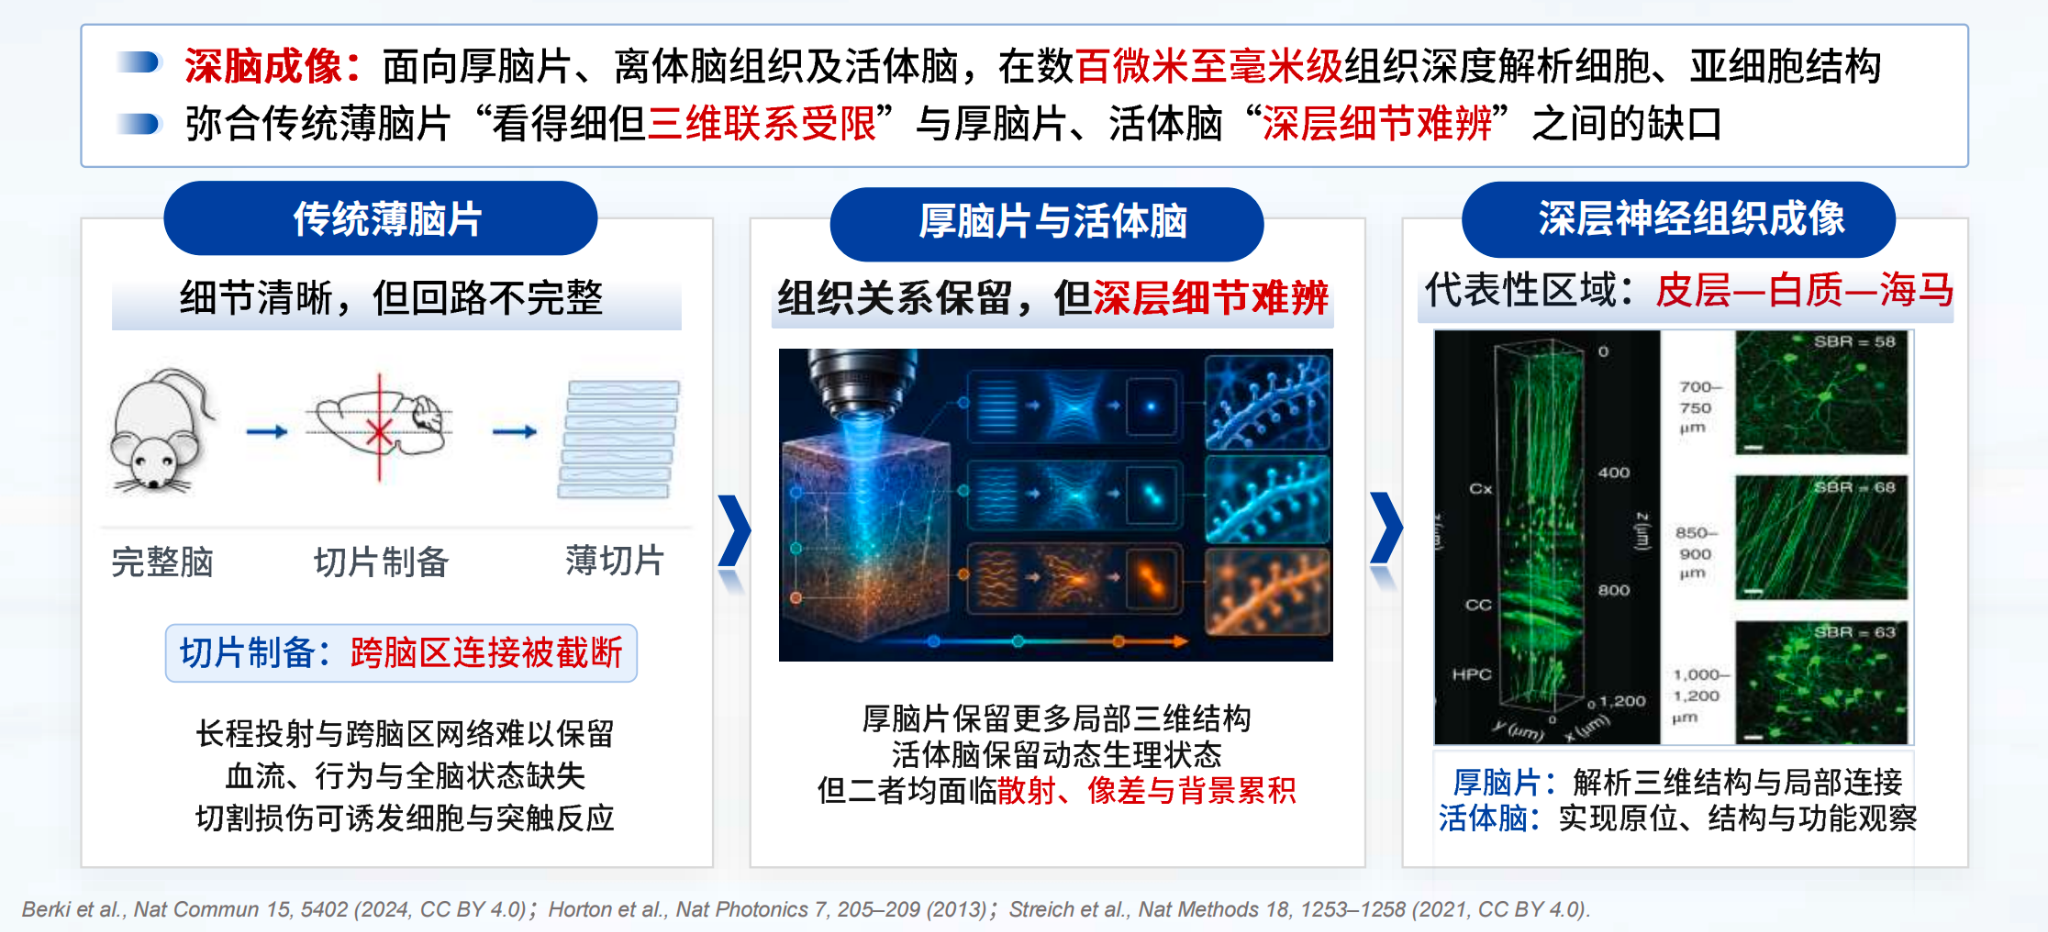 深脑成像：面向厚脑片、离体脑组织及活体脑，在数百微米至毫米级组织深度解析细胞、亚细胞结构
弥合传统薄脑片“看得细但三维联系受限”与厚脑片、活体脑“深层细节难辨”之间的缺口
传统薄脑片
细节清晰，但回路不完整
完整脑
切片制备
薄切片
切片制备：跨脑区连接被截断
长程投射与跨脑区网络难以保留
血流、行为与全脑状态缺失
切割损伤可诱发细胞与突触反应
厚脑片与活体脑
组织关系保留，但深层细节难辨
厚脑片保留更多局部三维结构
活体脑保留动态生理状态
但二者均面临散射、像差与背景累积
深层神经组织成像
代表性区域：皮层—白质—海马
0
400
800
1,200
Cx
CC
HPC
z (μm)
z (μm)
y (μm)
0
0
x (μm)
700–
750
μm
SBR = 58
850–
900
μm
SBR = 68
1,000–
1,200
μm
SBR = 63
厚脑片：解析三维结构与局部连接
活体脑：实现原位、结构与功能观察
Berki et al., Nat Commun 15, 5402 (2024, CC BY 4.0)；Horton et al., Nat Photonics 7, 205–209 (2013)；Streich et al., Nat Methods 18, 1253–1258 (2021, CC BY 4.0).